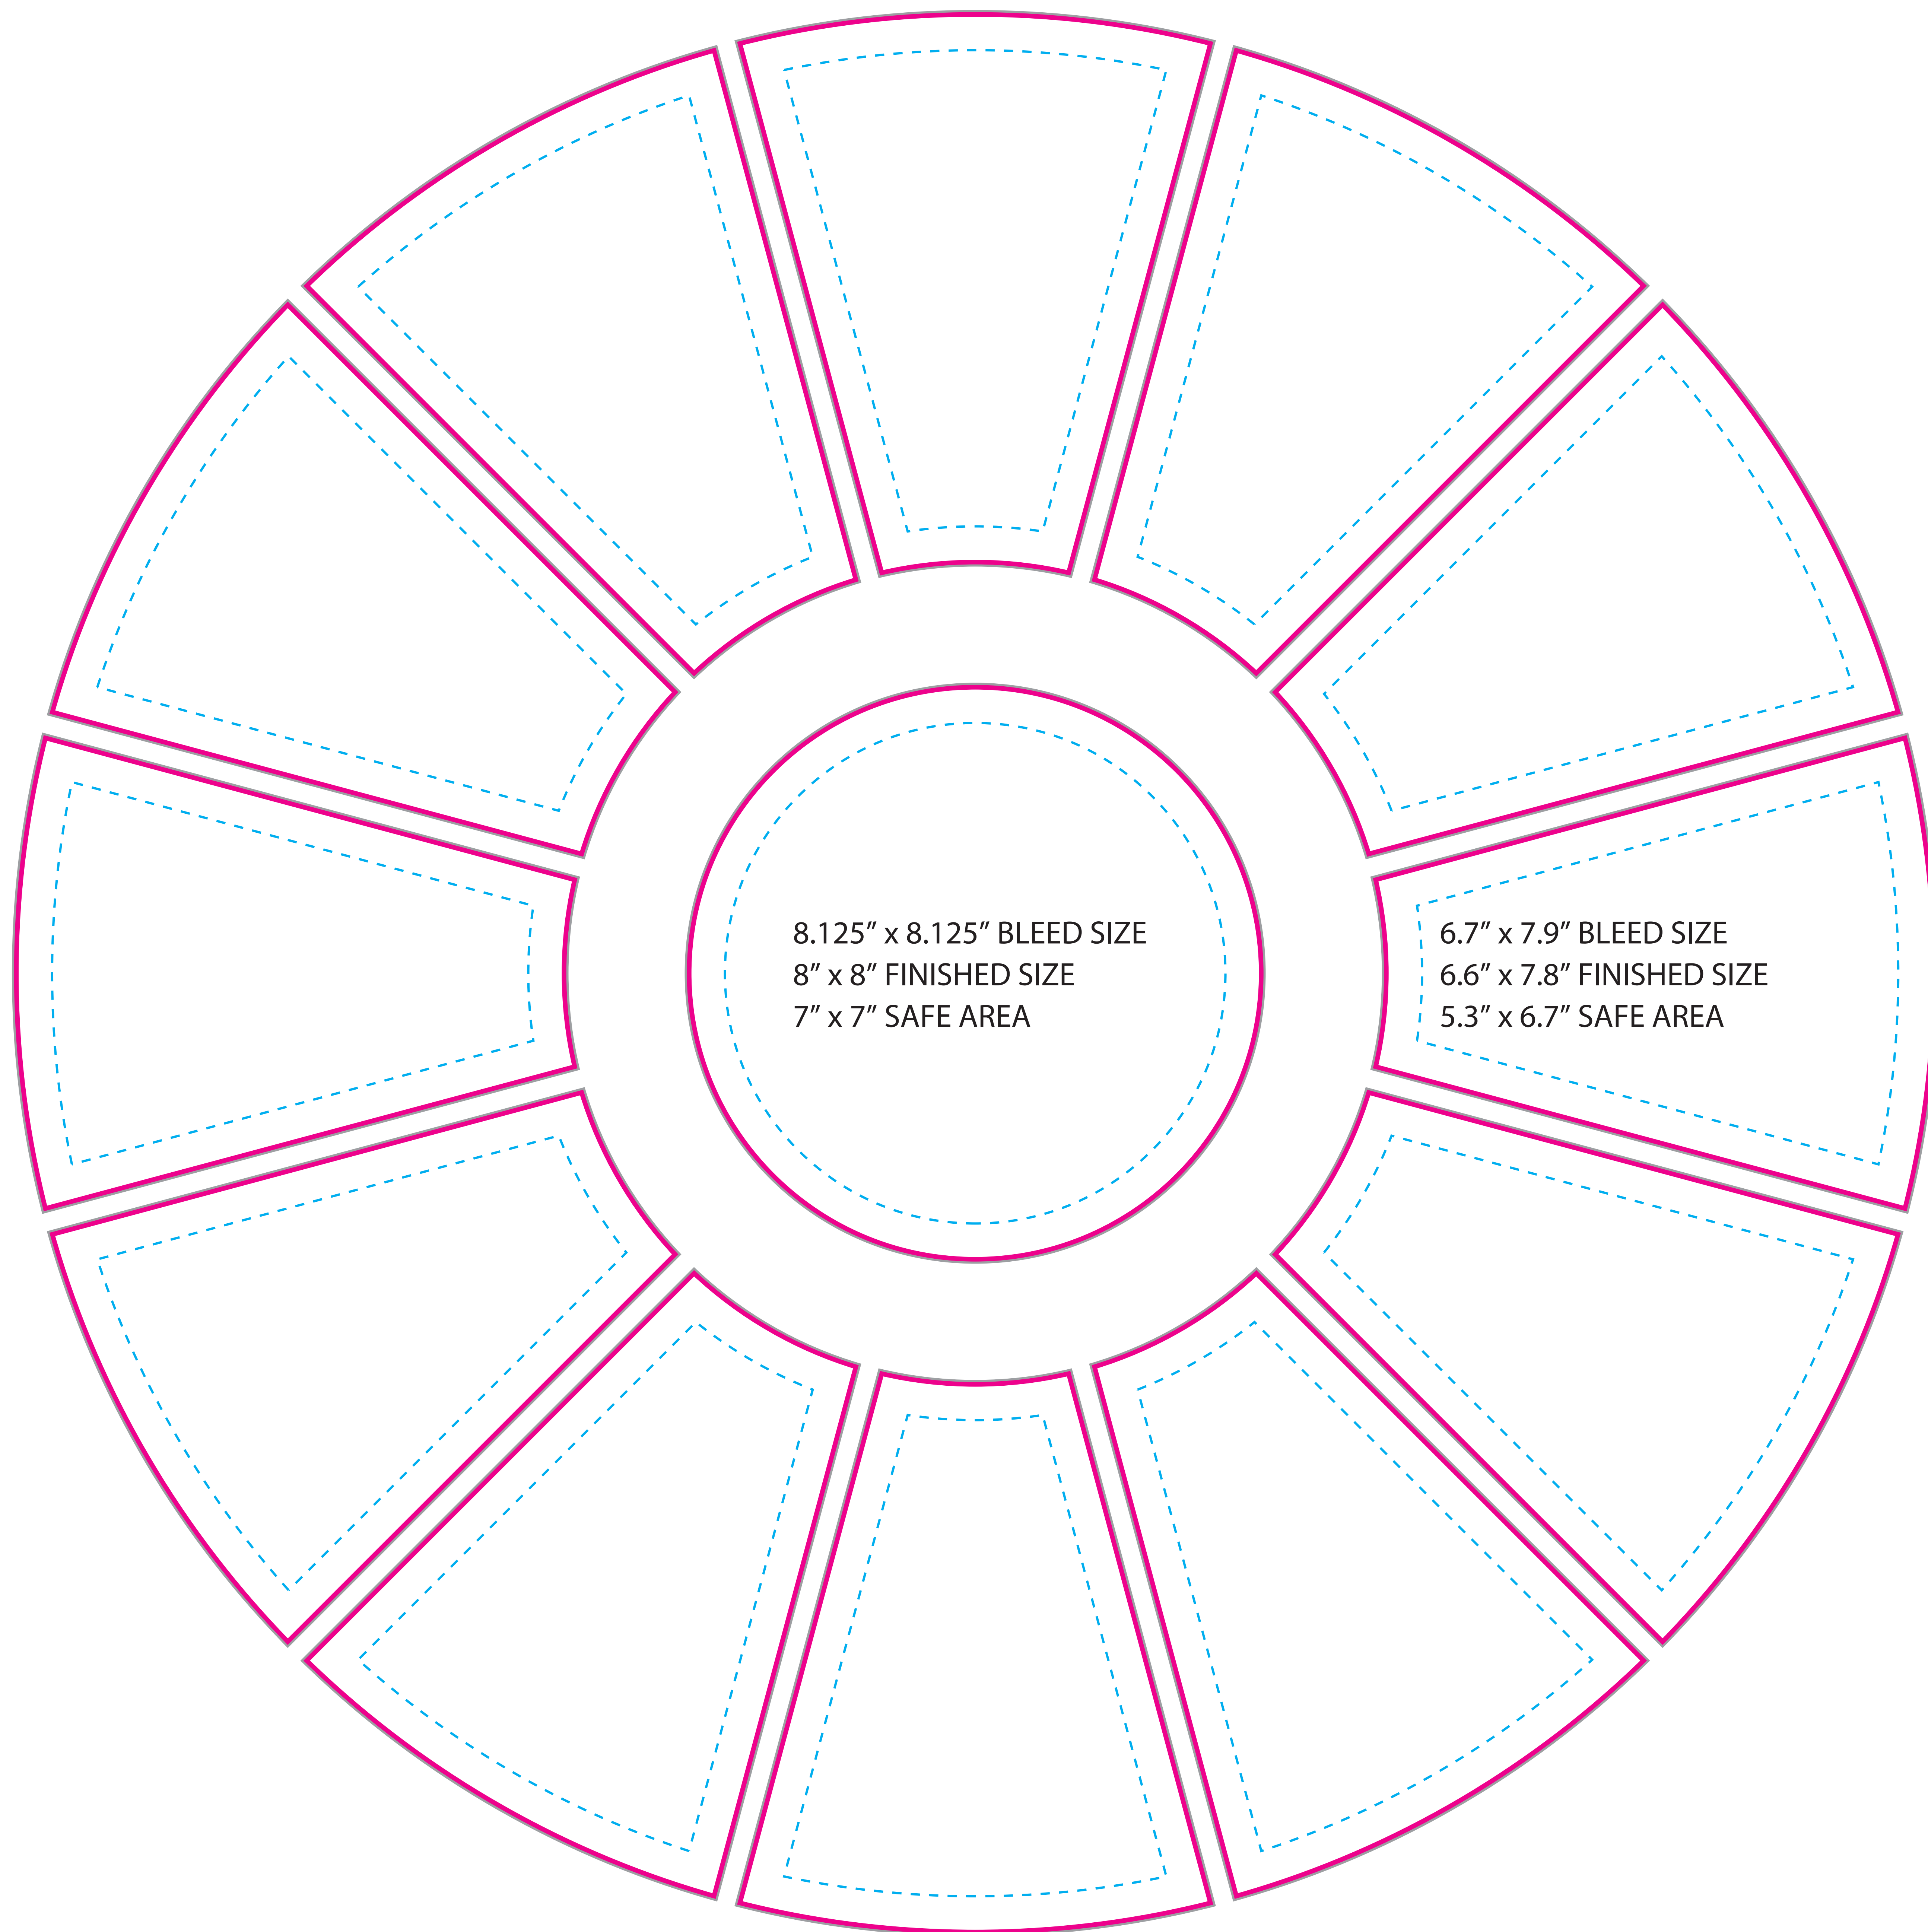 8.125” x 8.125” BLEED SIZE
8” x 8” FINISHED SIZE
7” x 7” SAFE AREA
6.7” x 7.9” BLEED SIZE
6.6” x 7.8” FINISHED SIZE
5.3” x 6.7” SAFE AREA